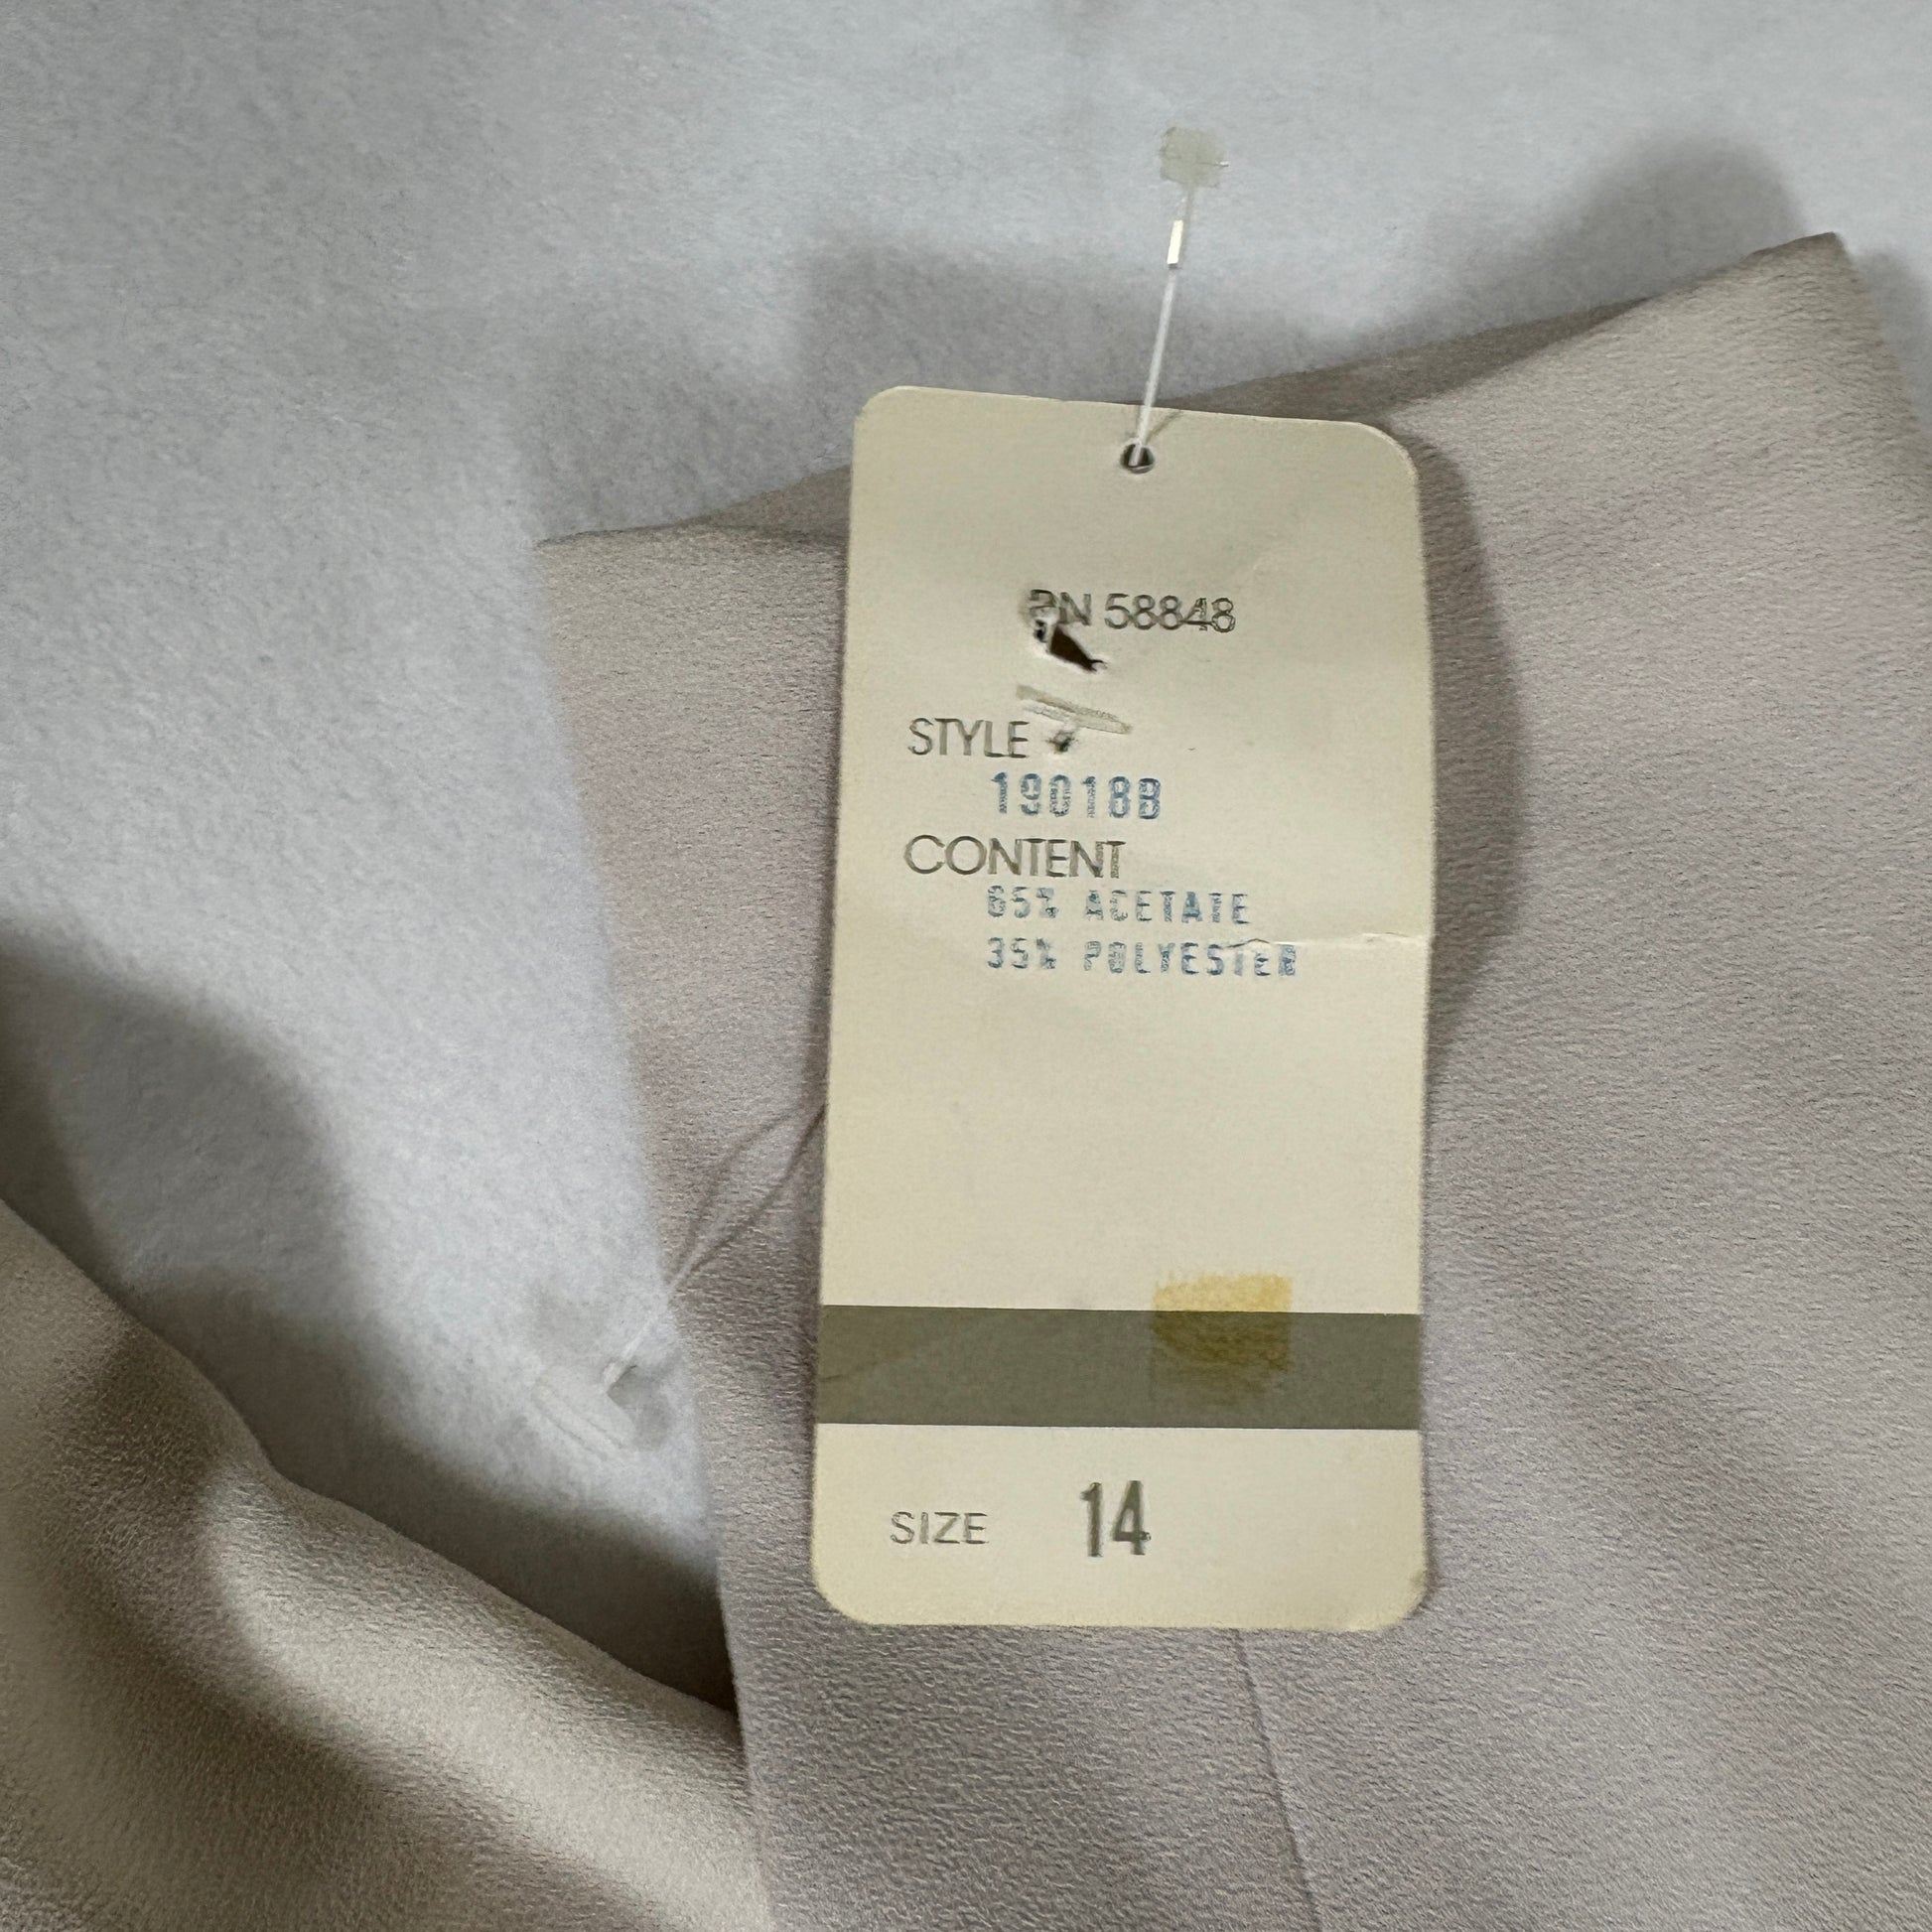 RN 58848
STYLE
19018B
CONTENT
65% ACETATE
35% POLYESTER
SIZE 14